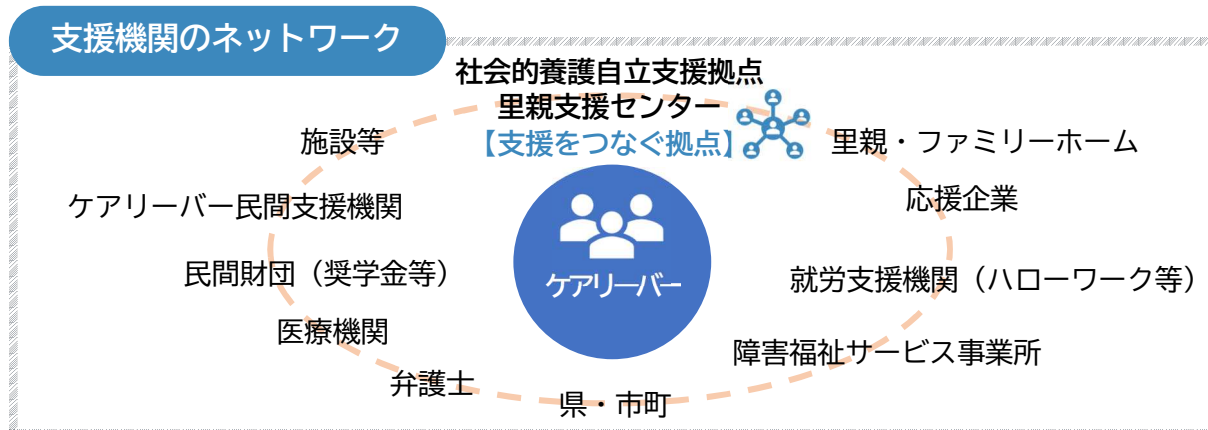 支援機関のネットワーク
社会的養護自立支援拠点
里親支援センター
【支援をつなぐ拠点】
施設等
里親・ファミリーホーム
ケアリーバー民間支援機関
応援企業
民間財団（奨学金等）
ケアリーバー
就労支援機関（ハローワーク等）
医療機関
障害福祉サービス事業所
弁護士
県・市町